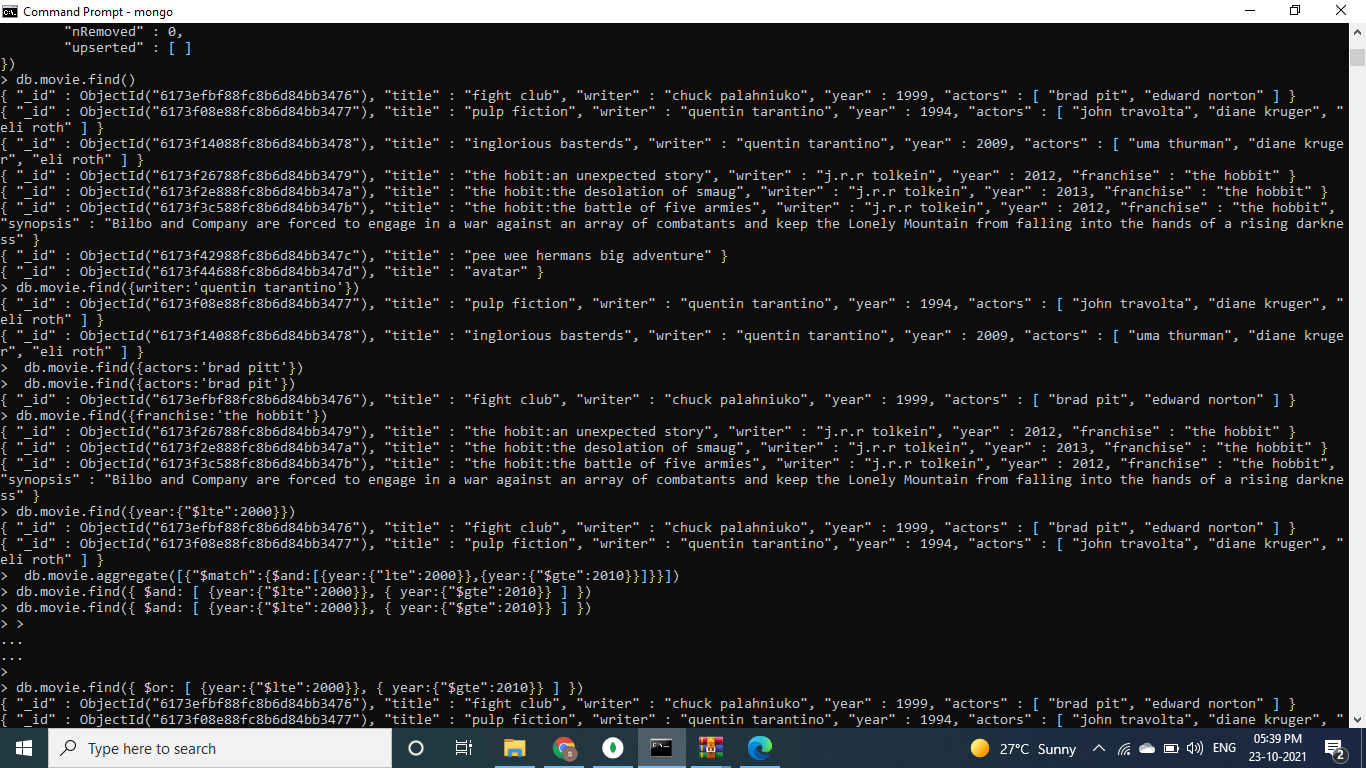 Command Prompt - mongo
"nRemoved" : 0,
"upserted" : [ ]
})
> db.movie.find()
{ "_id" : ObjectId("6173efbf88fc8b6d84bb3476"), "title" : "fight club", "writer" : "chuck palahniuko", "year" : 1999, "actors" : [ "brad pit", "edward norton" ] }
{ "_id" : ObjectId("6173f08e88fc8b6d84bb3477"), "title" : "pulp fiction", "writer" : "quentin tarantino", "year" : 1994, "actors" : [ "john travolta", "diane kruger", "
eli roth" ] }
{ "_id" : ObjectId("6173f14088fc8b6d84bb3478"), "title" : "inglorious basterds", "writer" : "quentin tarantino", "year" : 2009, "actors" : [ "uma thurman", "diane kruge
r", "eli roth" ] }
{ "_id" : ObjectId("6173f26788fc8b6d84bb3479"), "title" : "the hobit:an unexpected story", "writer" : "j.r.r tolkein", "year" : 2012, "franchise" : "the hobbit" }
{ "_id" : ObjectId("6173f2e888fc8b6d84bb347a"), "title" : "the hobit:the desolation of smaug", "writer" : "j.r.r tolkein", "year" : 2013, "franchise" : "the hobbit" }
{ "_id" : ObjectId("6173f3c588fc8b6d84bb347b"), "title" : "the hobit:the battle of five armies", "writer" : "j.r.r tolkein", "year" : 2012, "franchise" : "the hobbit",
"synopsis" : "Bilbo and Company are forced to engage in a war against an array of combatants and keep the Lonely Mountain from falling into the hands of a rising darkne
ss" }
{ "_id" : ObjectId("6173f42988fc8b6d84bb347c"), "title" : "pee wee hermans big adventure" }
{ "_id" : ObjectId("6173f44688fc8b6d84bb347d"), "title" : "avatar" }
> db.movie.find({writer:'quentin tarantino'})
{ "_id" : ObjectId("6173f08e88fc8b6d84bb3477"), "title" : "pulp fiction", "writer" : "quentin tarantino", "year" : 1994, "actors" : [ "john travolta", "diane kruger", "
eli roth" ] }
{ "_id" : ObjectId("6173f14088fc8b6d84bb3478"), "title" : "inglorious basterds", "writer" : "quentin tarantino", "year" : 2009, "actors" : [ "uma thurman", "diane kruge
r", "eli roth" ] }
>  db.movie.find({actors:'brad pitt'})
>  db.movie.find({actors:'brad pit'})
{ "_id" : ObjectId("6173efbf88fc8b6d84bb3476"), "title" : "fight club", "writer" : "chuck palahniuko", "year" : 1999, "actors" : [ "brad pit", "edward norton" ] }
> db.movie.find({franchise:'the hobbit'})
{ "_id" : ObjectId("6173f26788fc8b6d84bb3479"), "title" : "the hobit:an unexpected story", "writer" : "j.r.r tolkein", "year" : 2012, "franchise" : "the hobbit" }
{ "_id" : ObjectId("6173f2e888fc8b6d84bb347a"), "title" : "the hobit:the desolation of smaug", "writer" : "j.r.r tolkein", "year" : 2013, "franchise" : "the hobbit" }
{ "_id" : ObjectId("6173f3c588fc8b6d84bb347b"), "title" : "the hobit:the battle of five armies", "writer" : "j.r.r tolkein", "year" : 2012, "franchise" : "the hobbit",
"synopsis" : "Bilbo and Company are forced to engage in a war against an array of combatants and keep the Lonely Mountain from falling into the hands of a rising darkne
ss" }
> db.movie.find({year:{"$lte":2000}})
{ "_id" : ObjectId("6173efbf88fc8b6d84bb3476"), "title" : "fight club", "writer" : "chuck palahniuko", "year" : 1999, "actors" : [ "brad pit", "edward norton" ] }
{ "_id" : ObjectId("6173f08e88fc8b6d84bb3477"), "title" : "pulp fiction", "writer" : "quentin tarantino", "year" : 1994, "actors" : [ "john travolta", "diane kruger", "
eli roth" ] }
>  db.movie.aggregate([{"$match":{$and:[{year:{"lte":2000}},{year:{"$gte":2010}}]}}])
> db.movie.find({ $and: [ {year:{"$lte":2000}}, { year:{"$gte":2010}} ] })
> db.movie.find({ $and: [ {year:{"$lte":2000}}, { year:{"$gte":2010}} ] })
> >
...
...
>
> db.movie.find({ $or: [ {year:{"$lte":2000}}, { year:{"$gte":2010}} ] })
{ "_id" : ObjectId("6173efbf88fc8b6d84bb3476"), "title" : "fight club", "writer" : "chuck palahniuko", "year" : 1999, "actors" : [ "brad pit", "edward norton" ] }
{ "_id" : ObjectId("6173f08e88fc8b6d84bb3477"), "title" : "pulp fiction", "writer" : "quentin tarantino", "year" : 1994, "actors" : [ "john travolta", "diane kruger", "
Type here to search
27°C Sunny
ENG
05:39 PM
23-10-2021
2